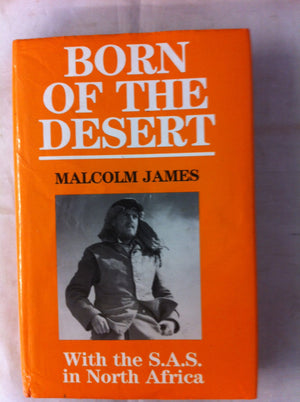 BORN
OF THE
DESERT
MALCOLM JAMES
With the S.A.S.
in North Africa